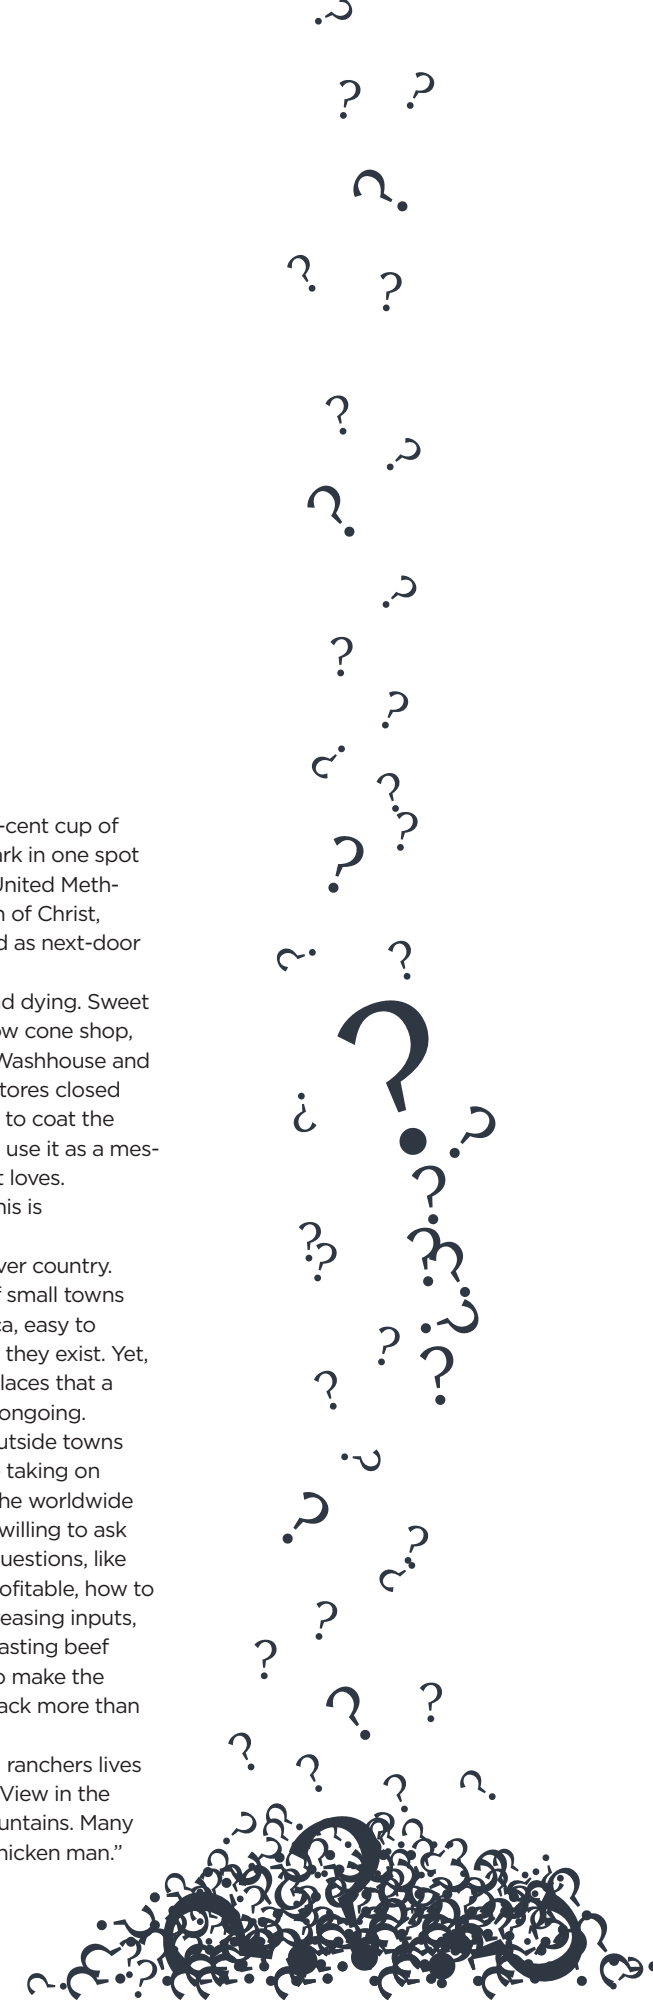 -cent cup of
ark in one spot
United Meth-
n of Christ,
d as next-door
d dying. Sweet
ow cone shop,
Washhouse and
tores closed
to coat the
use it as a mes-
t loves.
his is
ver country.
f small towns
ca, easy to
they exist. Yet,
laces that a
ongoing.
utside towns
taking on
he worldwide
willing to ask
uestions, like
ofitable, how to
easing inputs,
asting beef
o make the
ack more than
ranchers lives
View in the
untains. Many
hicken man.”